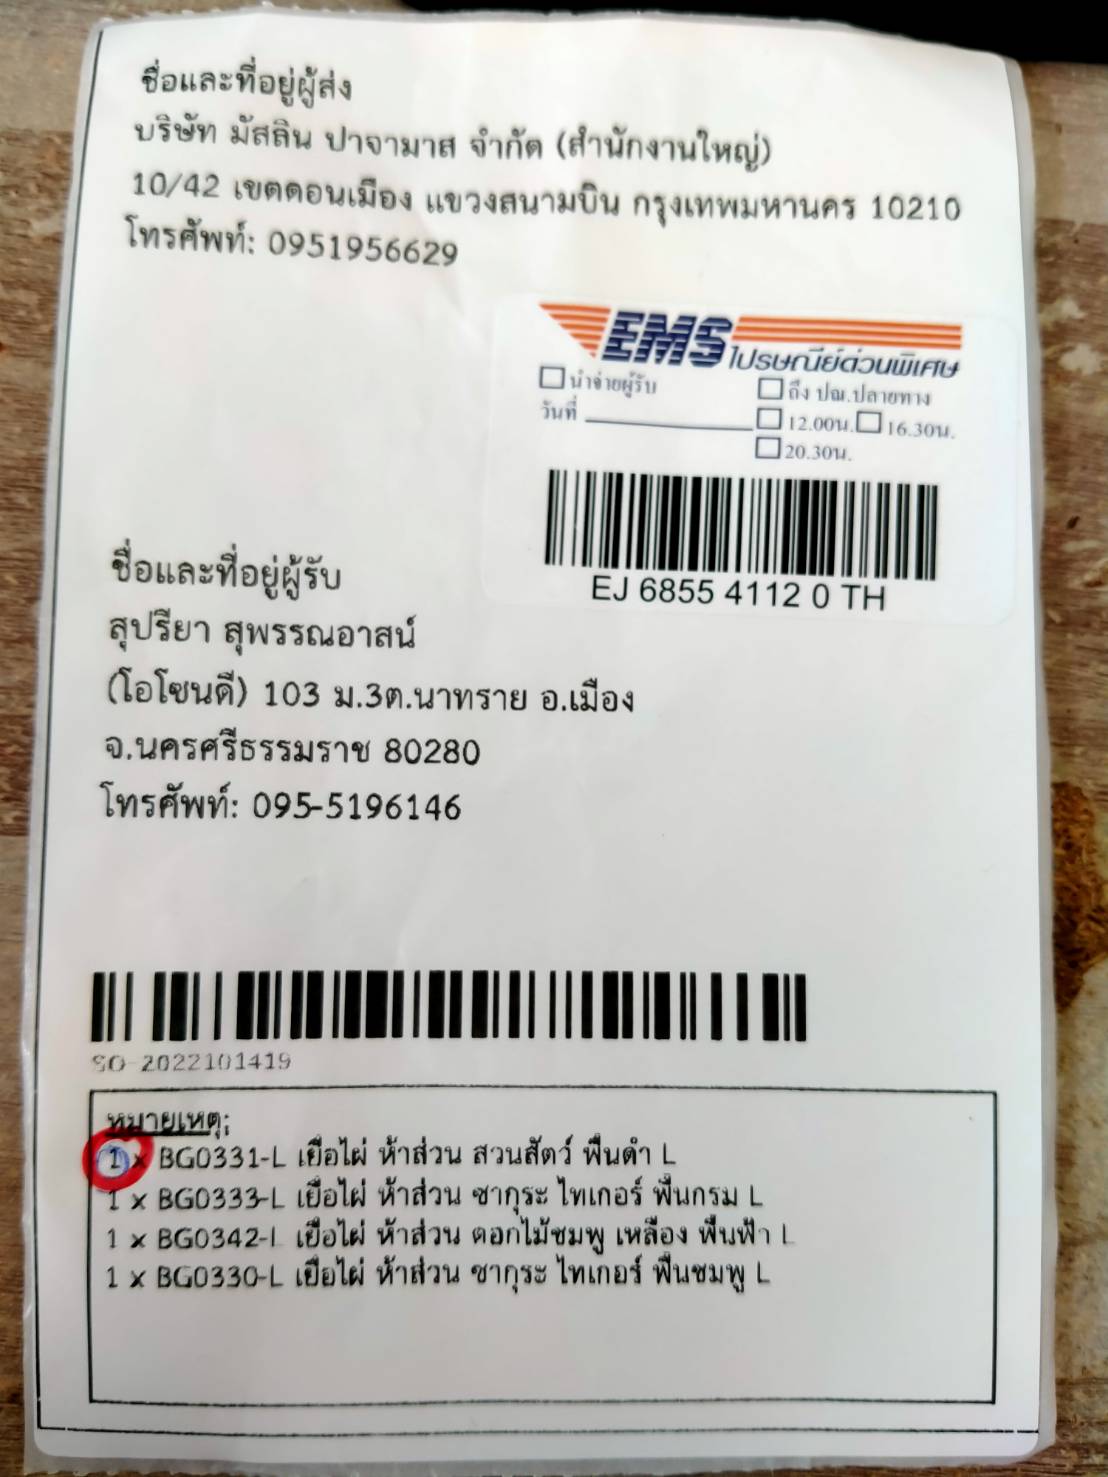 ชื่อและที่อยู่ผู้ส่ง
บริษัท มัสลิน ปาจามาส จำกัด (สำนักงานใหญ่)
10/42 เขตดอนเมือง แขวงสนามบิน กรุงเทพมหานคร 10210
โทรศัพท์: 0951956629
EMS ไปรษณีย์ด่วนพิเศษ
นำจ่ายผู้รับ ถึง ปณ.ปลายทาง
วันที่ 12.00น. 16.30น.
20.30น.
EJ 6855 4112 0 TH
ชื่อและที่อยู่ผู้รับ
สุปรียา สุพรรณอาสน์
(โอโซนดี) 103 ม.3ต.นาทราย อ.เมือง
จ.นครศรีธรรมราช 80280
โทรศัพท์: 095-5196146
SO-2022101419
หมายเหตุ:
1 x BG0331-L เยื่อไผ่ ห้าส่วน สวนสัตว์ พื้นดำ L
1 x BG0333-L เยื่อไผ่ ห้าส่วน ซากุระ ไทเกอร์ พื้นกรม L
1 x BG0342-L เยื่อไผ่ ห้าส่วน ดอกไม้ชมพู เหลือง พื้นฟ้า L
1 x BG0330-L เยื่อไผ่ ห้าส่วน ซากุระ ไทเกอร์ พื้นชมพู L